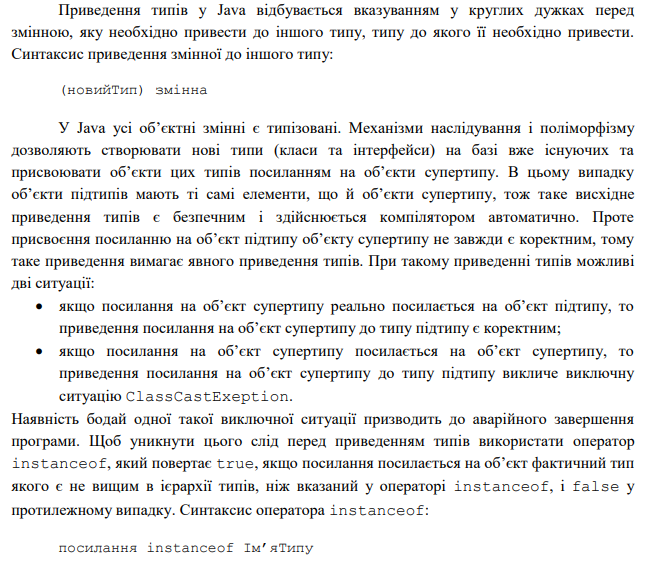 Приведення типів у Java відбувається вказуванням у круглих дужках перед
змінною, яку необхідно привести до іншого типу, типу до якого її необхідно привести.
Синтаксис приведення змінної до іншого типу:
(новийТип) змінна
У Java усі об’єктні змінні є типізовані. Механізми наслідування і поліморфізму
дозволяють створювати нові типи (класи та інтерфейси) на базі вже існуючих та
присвоювати об’єкти цих типів посиланням на об’єкти супертипу. В цьому випадку
об’єкти підтипів мають ті самі елементи, що й об’єкти супертипу, тож таке висхідне
приведення типів є безпечним і здійснюється компілятором автоматично. Проте
присвоєння посиланню на об’єкт підтипу об’єкту супертипу не завжди є коректним, тому
таке приведення вимагає явного приведення типів. При такому приведенні типів можливі
дві ситуації:
• якщо посилання на об’єкт супертипу реально посилається на об’єкт підтипу, то
приведення посилання на об’єкт супертипу до типу підтипу є коректним;
• якщо посилання на об’єкт супертипу посилається на об’єкт супертипу, то
приведення посилання на об’єкт супертипу до типу підтипу викличе виключну
ситуацію ClassCastExeption.
Наявність бодай одної такої виключної ситуації призводить до аварійного завершення
програми. Щоб уникнути цього слід перед приведенням типів використати оператор
instanceof, який повертає true, якщо посилання посилається на об’єкт фактичний тип
якого є не вищим в ієрархії типів, ніж вказаний у операторі instanceof, і false у
протилежному випадку. Синтаксис оператора instanceof:
посилання instanceof Ім’яТипу